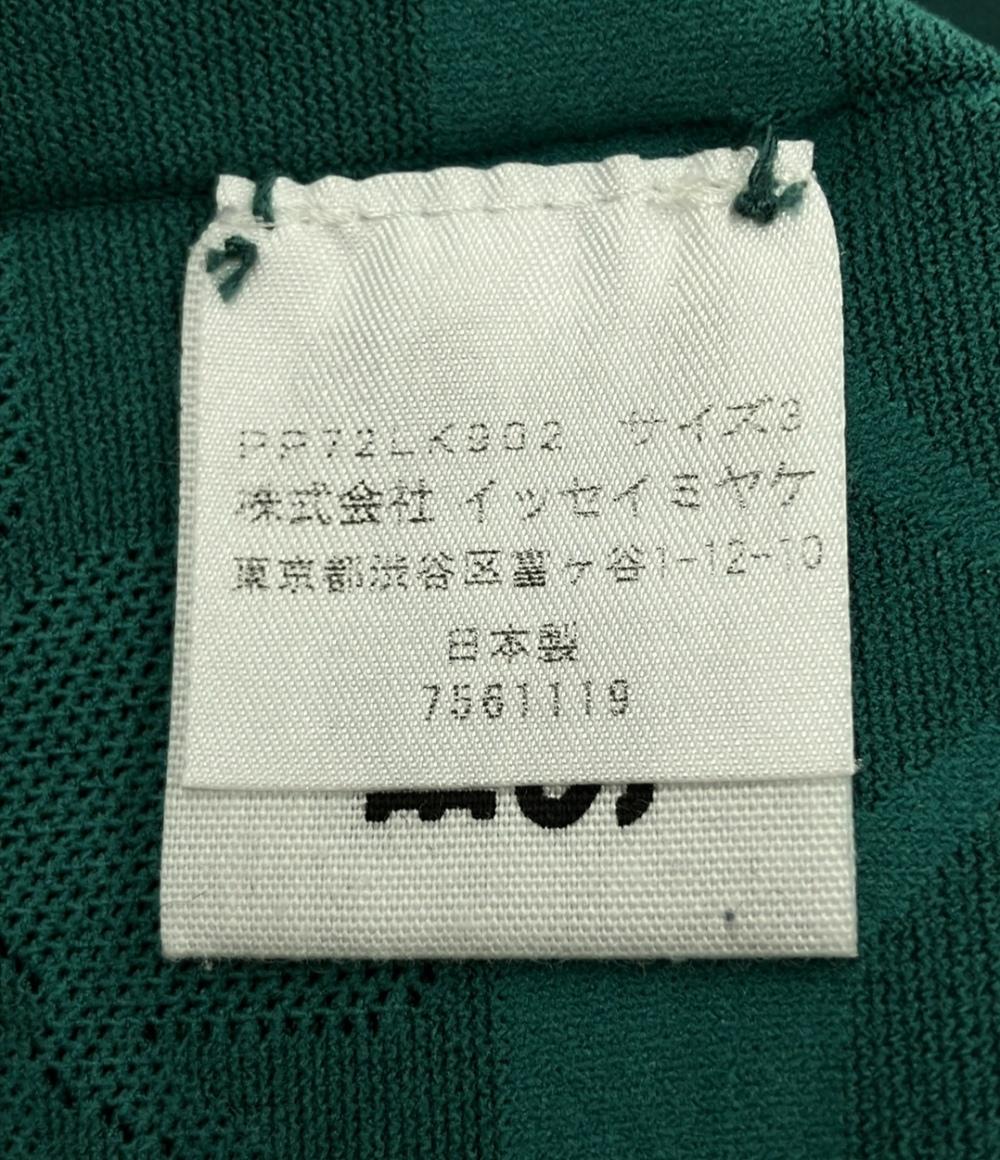 PP72LK902 サイズ3
株式会社 イッセイミヤケ
東京都渋谷区富ヶ谷1-12-10
日本製
7561119